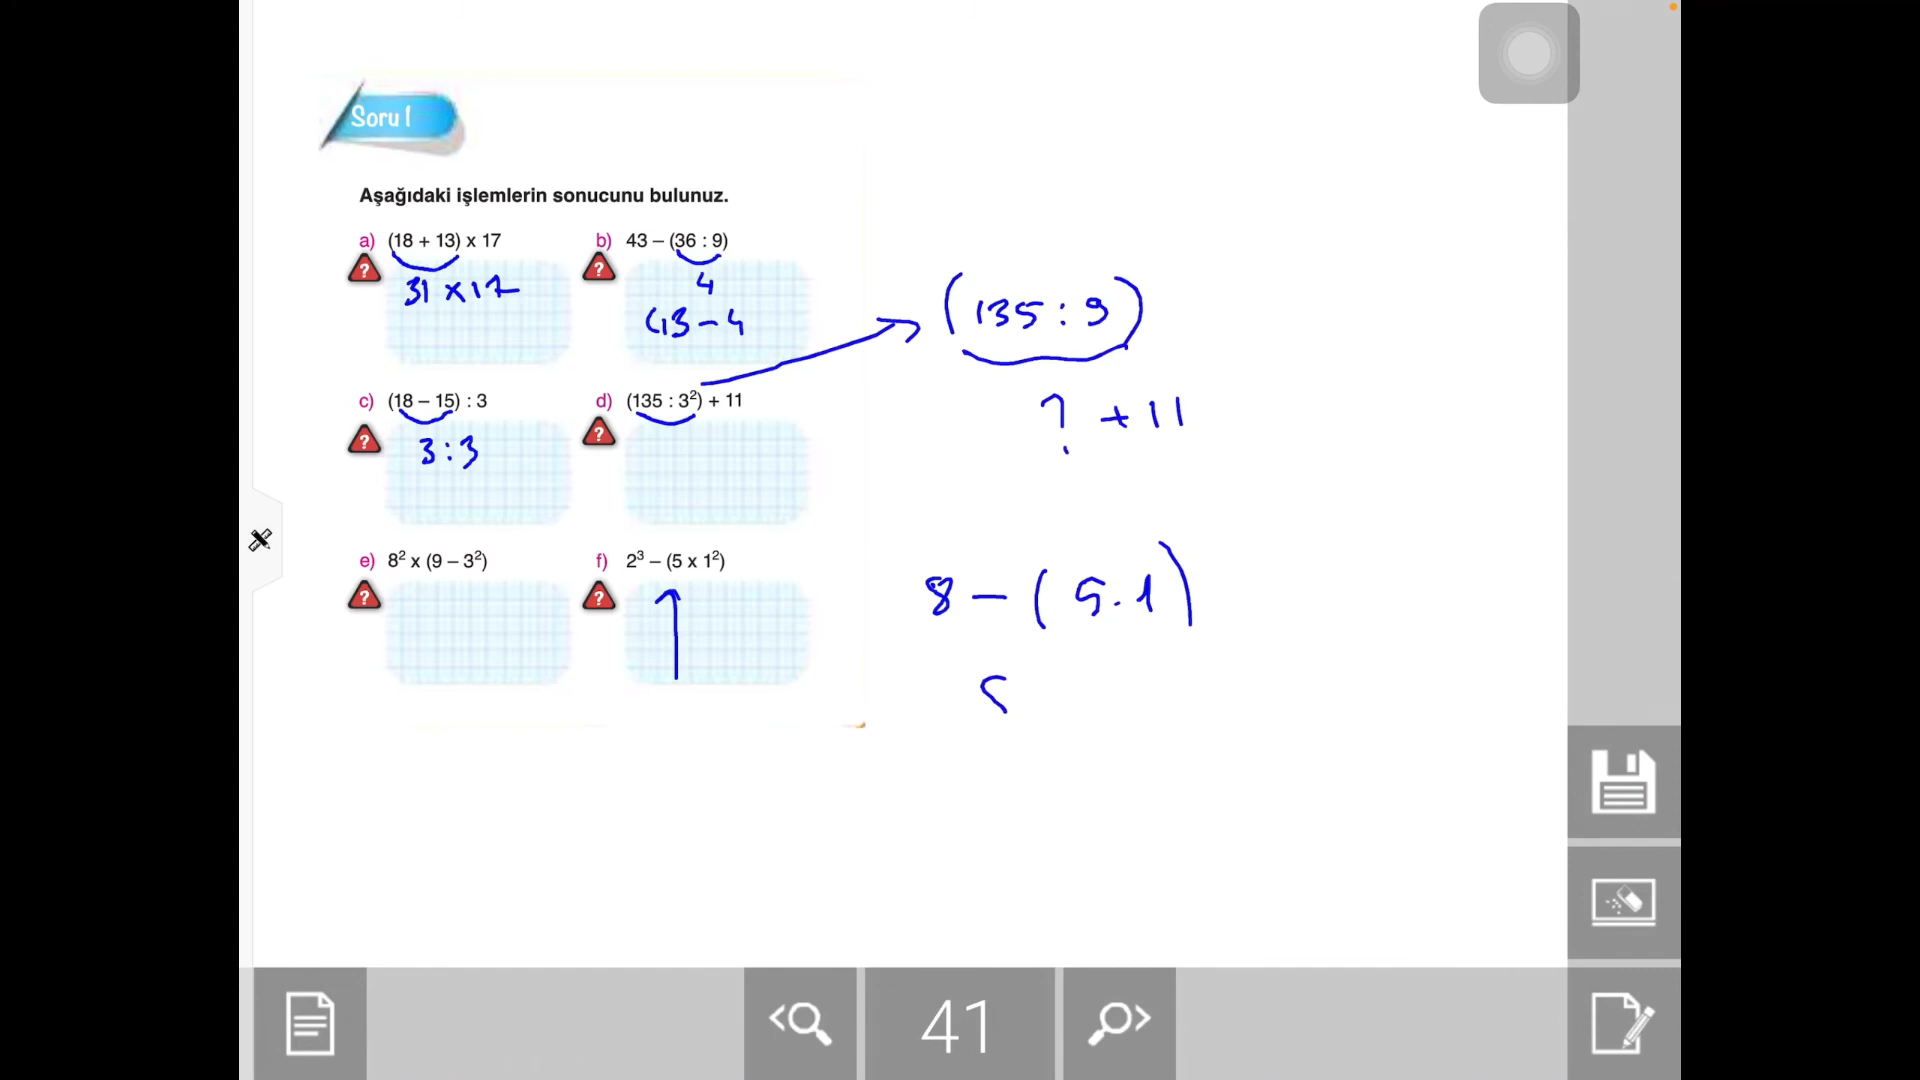 Soru 1
Aşağıdaki işlemlerin sonucunu bulunuz.
a) (18 + 13) x 17
31 x 17
b) 43 – (36 : 9)
4
43 – 4
c) (18 – 15) : 3
3 : 3
d) (135 : 3²) + 11
(135 : 9)
? + 11
e) 8² x (9 – 3²)
f) 2³ – (5 x 1²)
8 – (5 . 1)
41